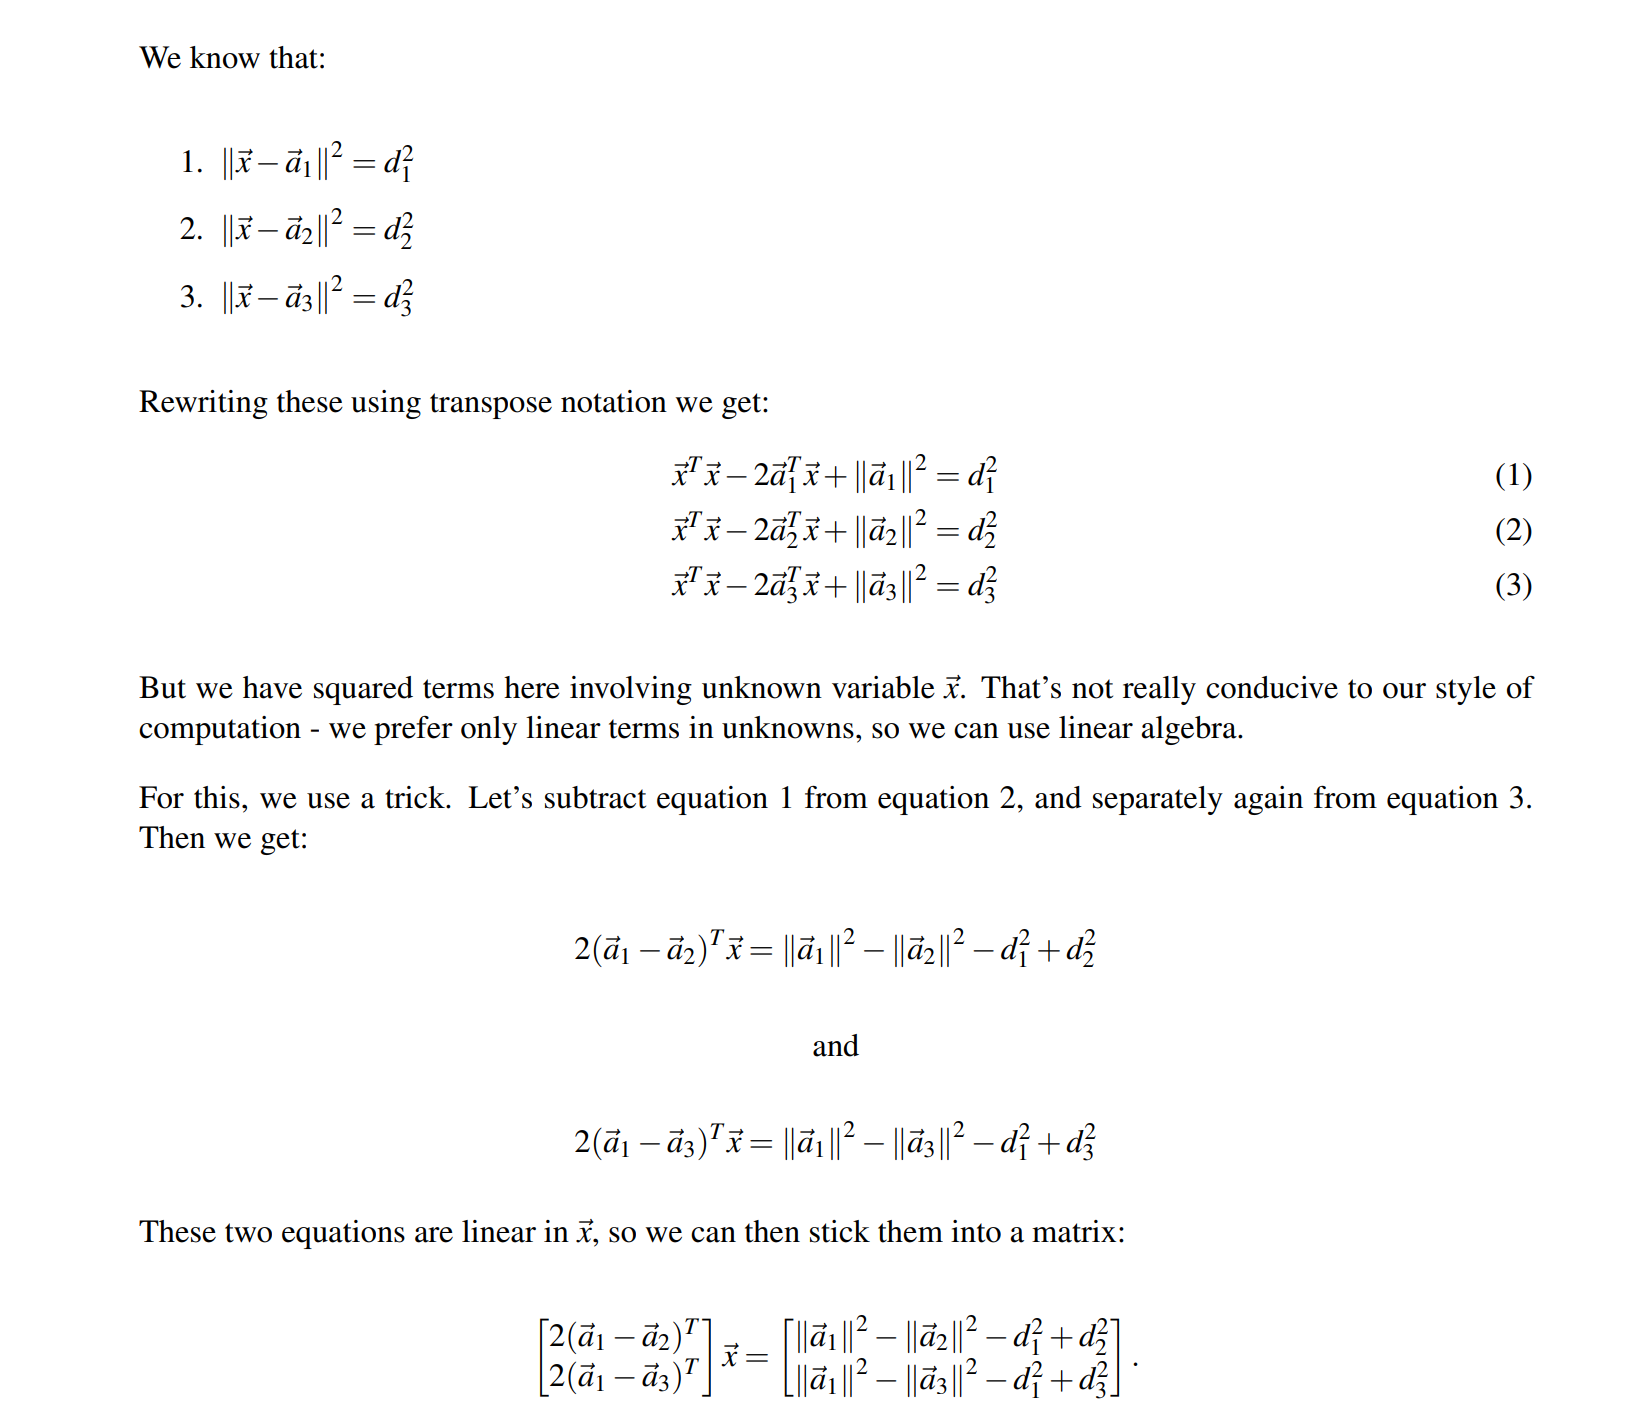 We know that:
1. $\|\vec{x} - \vec{a}_1\|^2 = d_1^2$
2. $\|\vec{x} - \vec{a}_2\|^2 = d_2^2$
3. $\|\vec{x} - \vec{a}_3\|^2 = d_3^2$
Rewriting these using transpose notation we get:
$\vec{x}^T\vec{x} - 2\vec{a}_1^T\vec{x} + \|\vec{a}_1\|^2 = d_1^2$ (1)
$\vec{x}^T\vec{x} - 2\vec{a}_2^T\vec{x} + \|\vec{a}_2\|^2 = d_2^2$ (2)
$\vec{x}^T\vec{x} - 2\vec{a}_3^T\vec{x} + \|\vec{a}_3\|^2 = d_3^2$ (3)
But we have squared terms here involving unknown variable $\vec{x}$. That's not really conducive to our style of
computation - we prefer only linear terms in unknowns, so we can use linear algebra.
For this, we use a trick. Let's subtract equation 1 from equation 2, and separately again from equation 3.
Then we get:
$2(\vec{a}_1 - \vec{a}_2)^T\vec{x} = \|\vec{a}_1\|^2 - \|\vec{a}_2\|^2 - d_1^2 + d_2^2$
and
$2(\vec{a}_1 - \vec{a}_3)^T\vec{x} = \|\vec{a}_1\|^2 - \|\vec{a}_3\|^2 - d_1^2 + d_3^2$
These two equations are linear in $\vec{x}$, so we can then stick them into a matrix:
$\begin{bmatrix} 2(\vec{a}_1 - \vec{a}_2)^T \\ 2(\vec{a}_1 - \vec{a}_3)^T \end{bmatrix} \vec{x} = \begin{bmatrix} \|\vec{a}_1\|^2 - \|\vec{a}_2\|^2 - d_1^2 + d_2^2 \\ \|\vec{a}_1\|^2 - \|\vec{a}_3\|^2 - d_1^2 + d_3^2 \end{bmatrix}.$